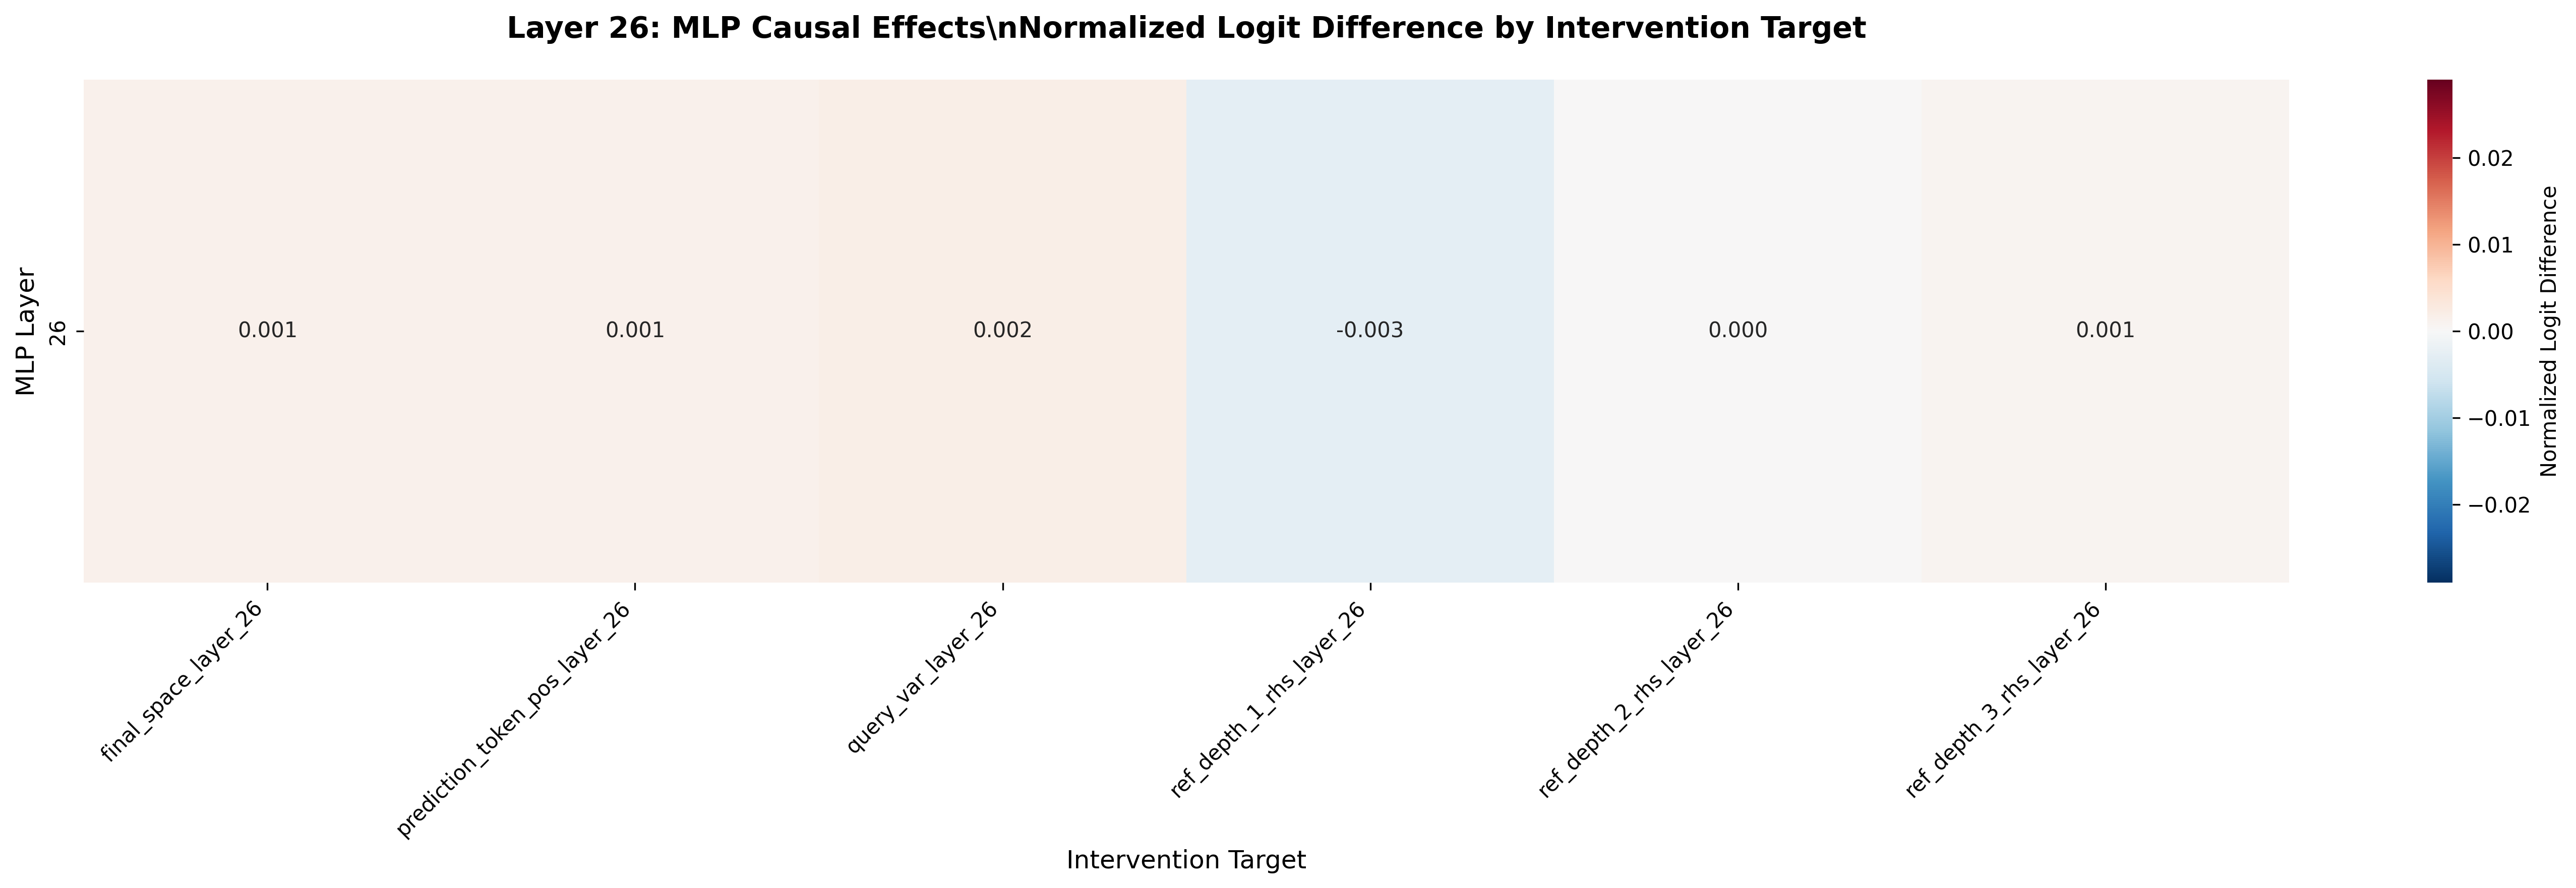 Layer 26: MLP Causal Effects\nNormalized Logit Difference by Intervention Target
MLP Layer
26
0.001
0.001
0.002
-0.003
0.000
0.001
final_space_layer_26
prediction_token_pos_layer_26
query_var_layer_26
ref_depth_1_rhs_layer_26
ref_depth_2_rhs_layer_26
ref_depth_3_rhs_layer_26
Intervention Target
0.02
0.01
0.00
−0.01
−0.02
Normalized Logit Difference